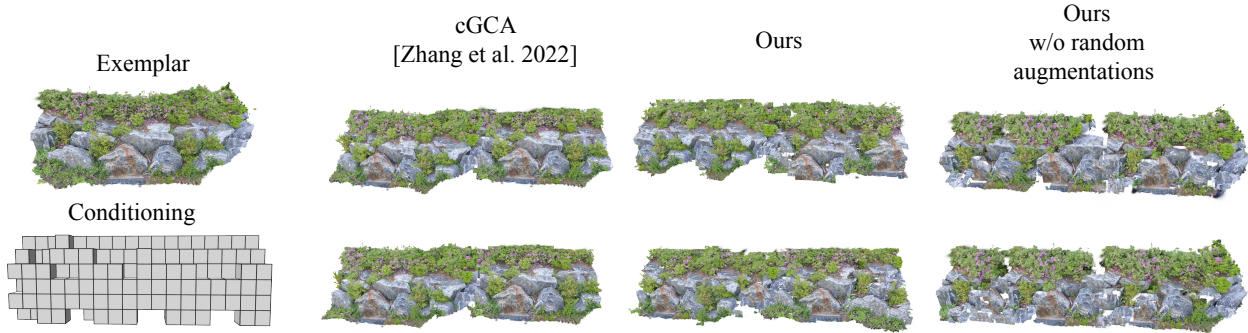 Exemplar
Conditioning
cGCA
[Zhang et al. 2022]
Ours
Ours
w/o random
augmentations